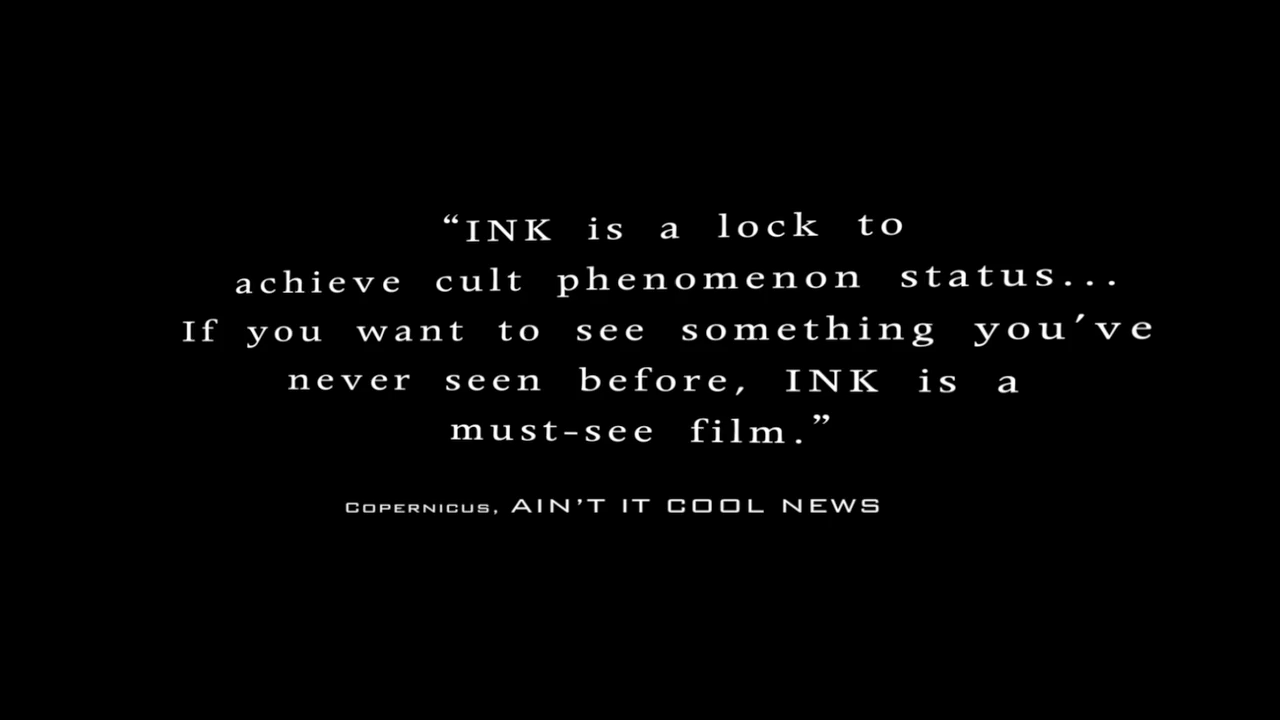 “INK is a lock to
achieve cult phenomenon status...
If you want to see something you’ve
never seen before, INK is a
must-see film.”
Copernicus, AIN’T IT COOL NEWS